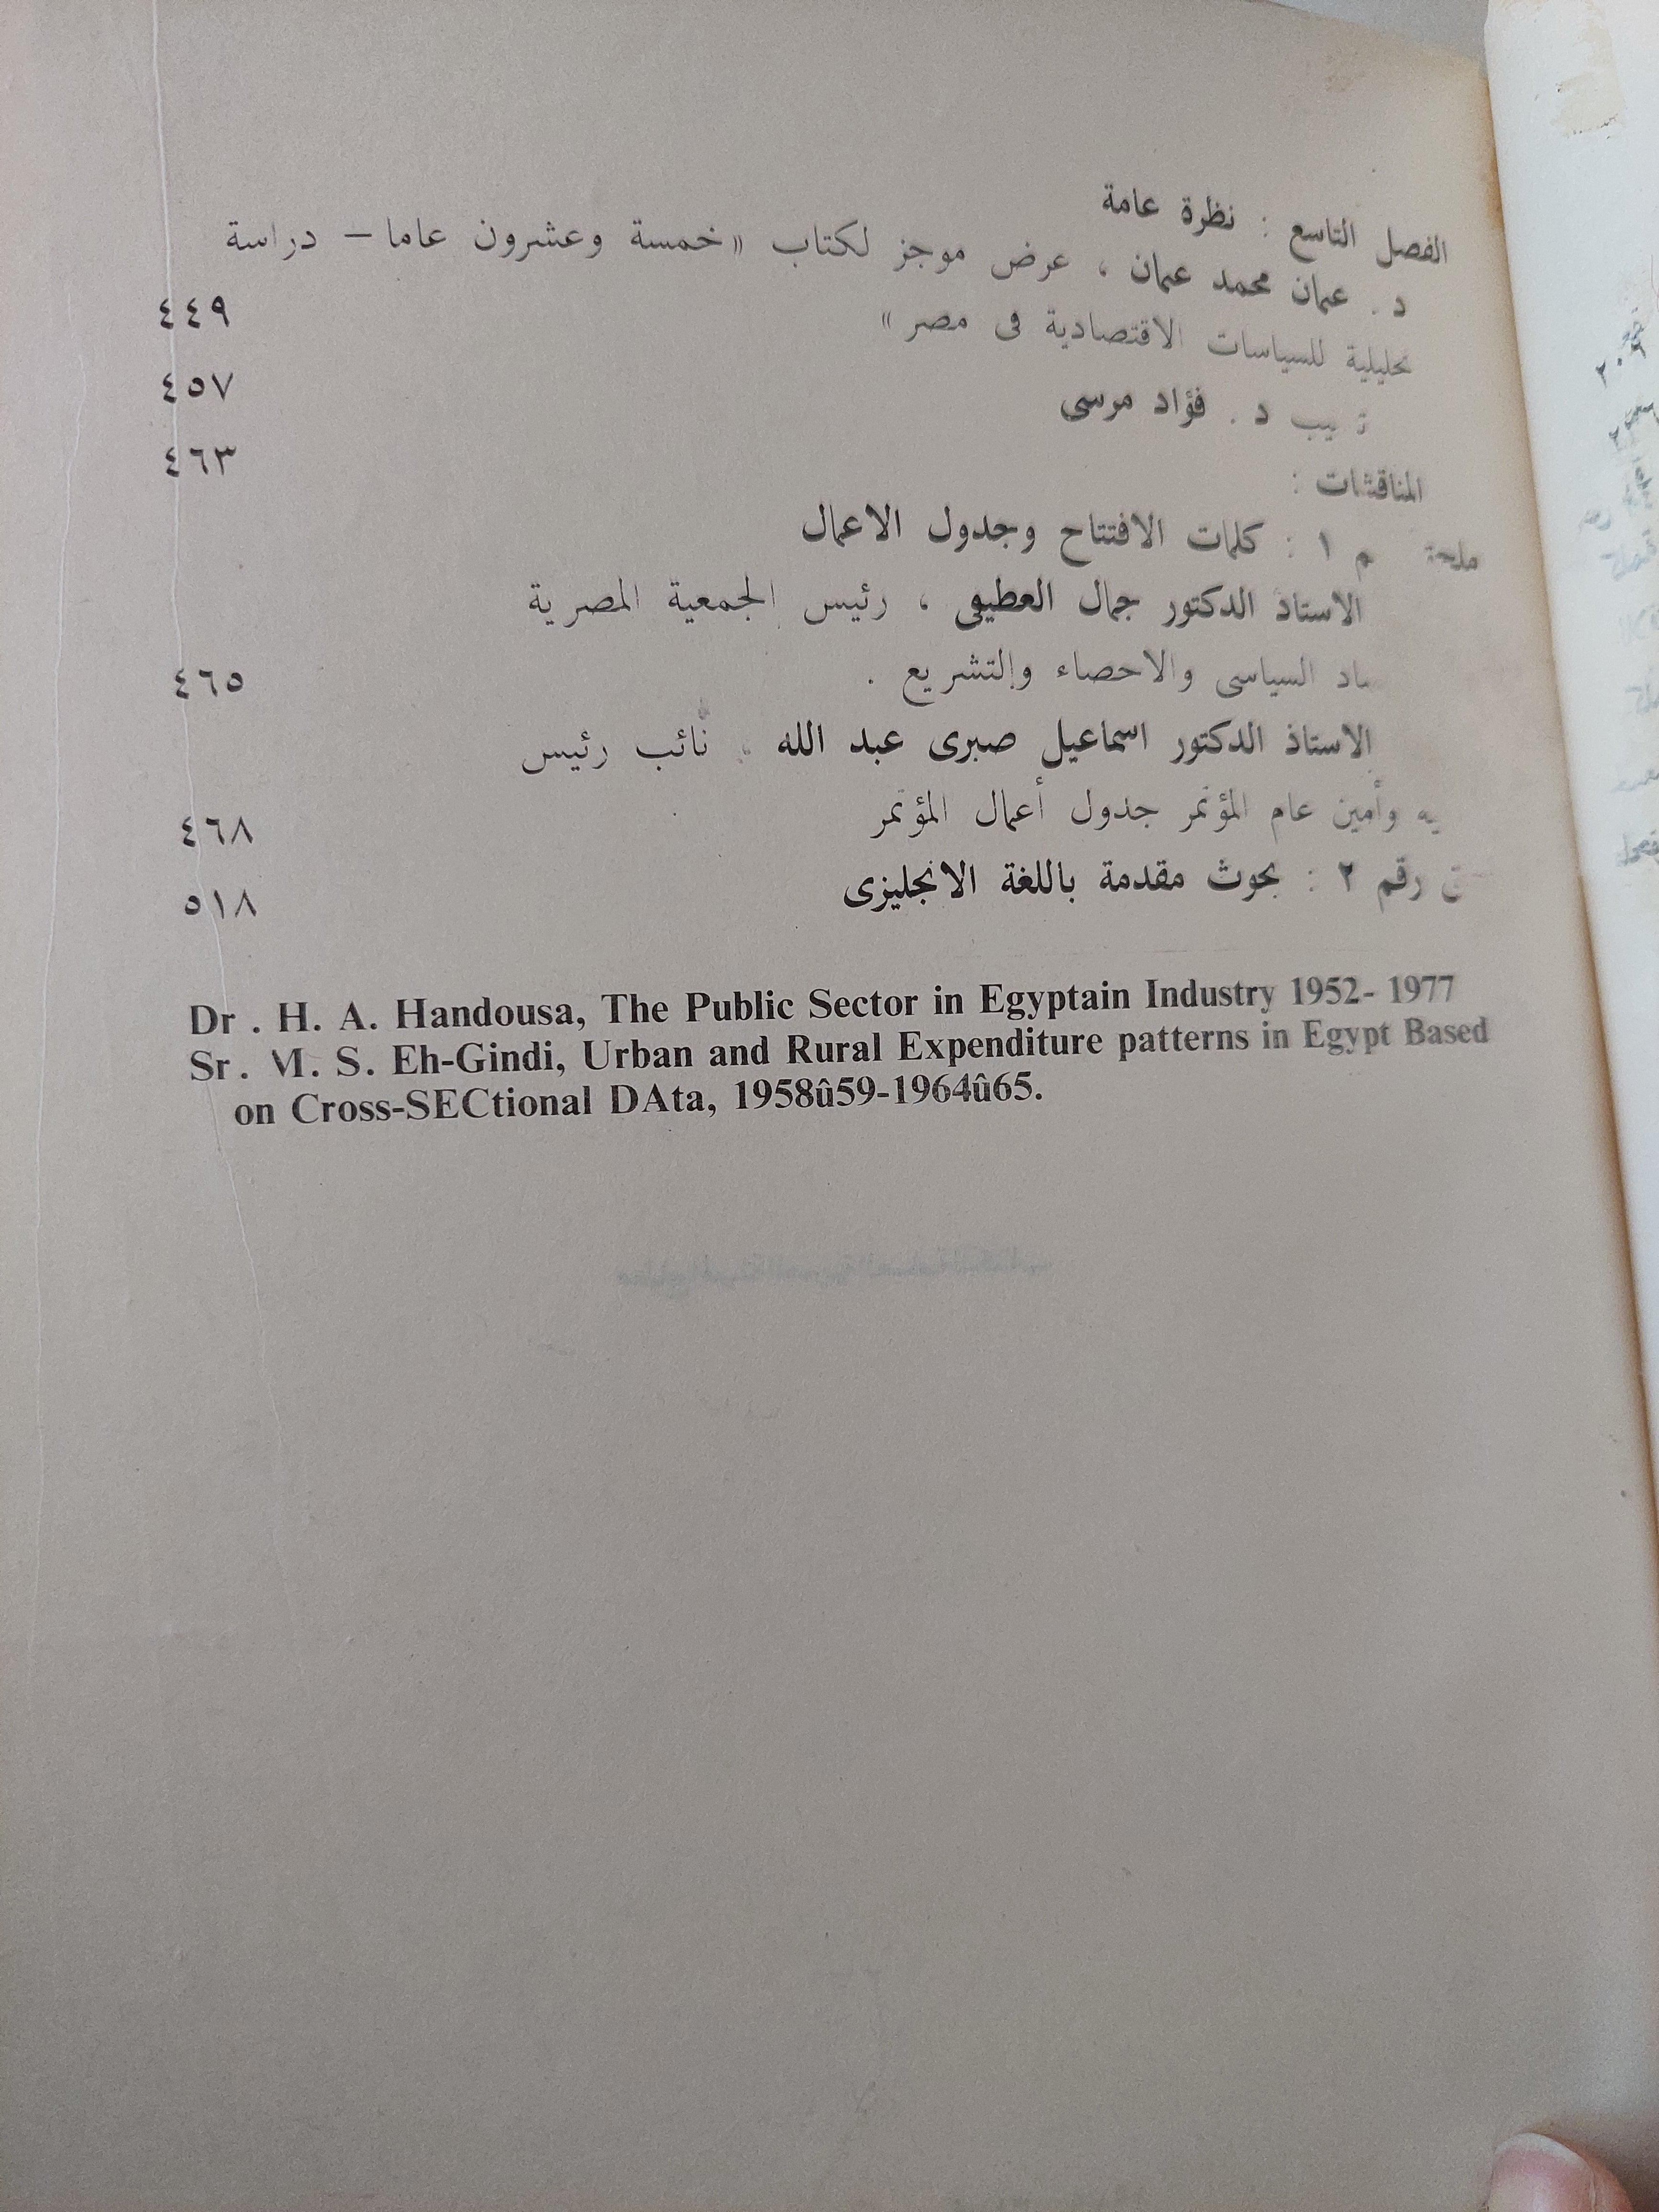 الفصل التاسع : نظرة عامة
د . عثمان محمد عثمان ، عرض موجز لكتاب « خمسة وعشرون عاما – دراسة
تحليلية للسياسات الاقتصادية فى مصر » ٤٤٩
د . فؤاد مرسى ٤٥٧
المناقشات : ٤٦٣
١ : كلمات الافتتاح وجدول الاعمال
الاستاذ الدكتور جمال العطيفى ، رئيس الجمعية المصرية
السياسى والاحصاء والتشريع . ٤٦٥
الاستاذ الدكتور اسماعيل صبرى عبد الله ، نائب رئيس
وأمين عام المؤتمر جدول أعمال المؤتمر ٤٦٨
رقم ٢ : بحوث مقدمة باللغة الانجليزى ٥١٨
Dr . H. A. Handousa, The Public Sector in Egyptain Industry 1952- 1977
Sr . M. S. Eh-Gindi, Urban and Rural Expenditure patterns in Egypt Based
on Cross-SECtional DAta, 1958û59-1964û65.